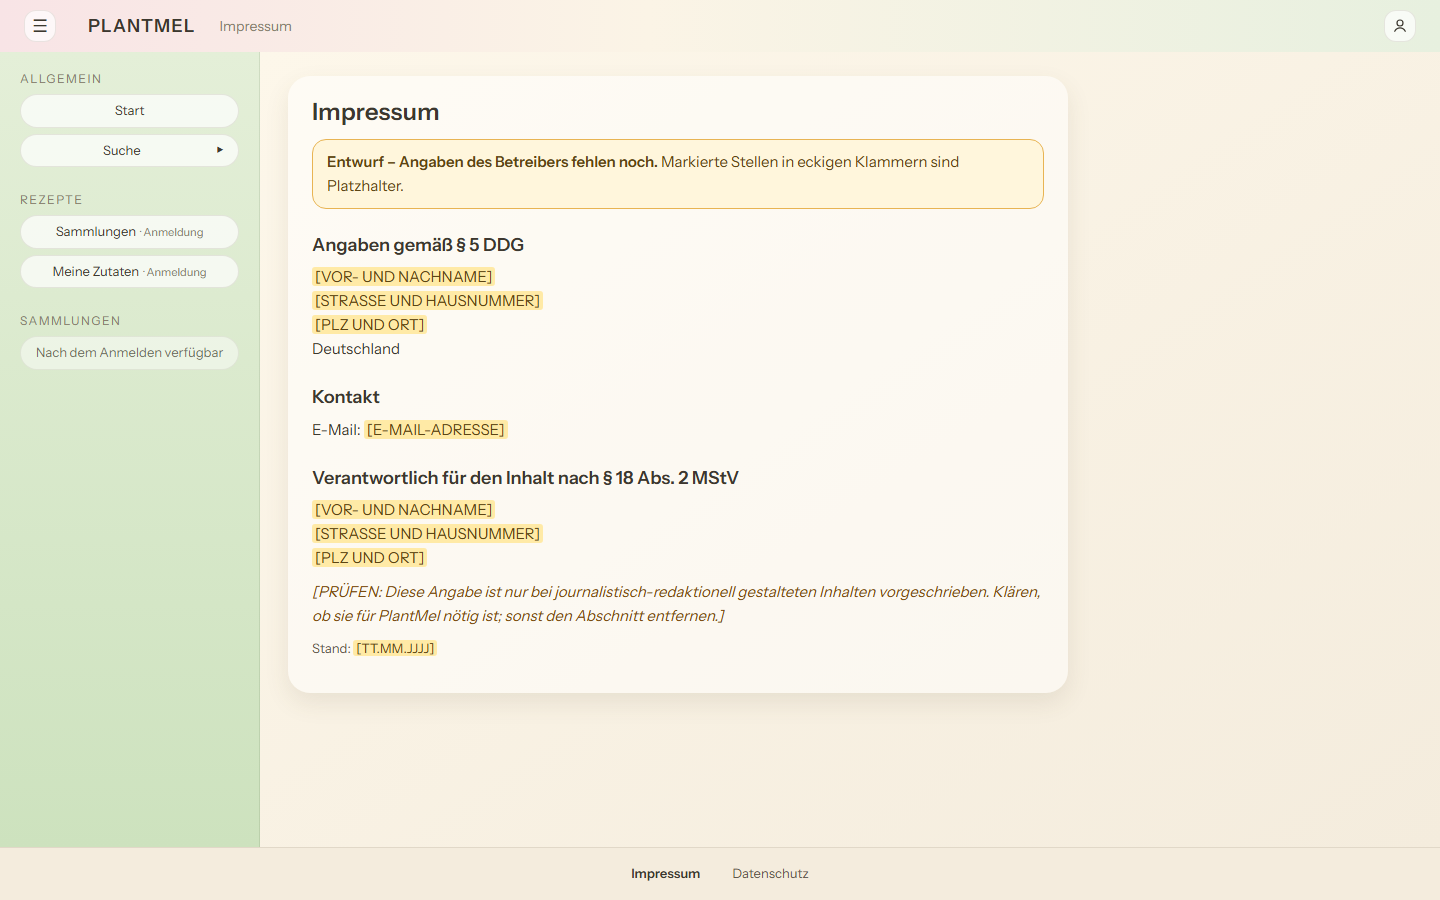 PLANTMEL
Impressum
ALLGEMEIN
Start
Suche
REZEPTE
Sammlungen · Anmeldung
Meine Zutaten · Anmeldung
SAMMLUNGEN
Nach dem Anmelden verfügbar
Impressum
Entwurf – Angaben des Betreibers fehlen noch. Markierte Stellen in eckigen Klammern sind
Platzhalter.
Angaben gemäß § 5 DDG
[VOR- UND NACHNAME]
[STRASSE UND HAUSNUMMER]
[PLZ UND ORT]
Deutschland
Kontakt
E-Mail: [E-MAIL-ADRESSE]
Verantwortlich für den Inhalt nach § 18 Abs. 2 MStV
[VOR- UND NACHNAME]
[STRASSE UND HAUSNUMMER]
[PLZ UND ORT]
[PRÜFEN: Diese Angabe ist nur bei journalistisch-redaktionell gestalteten Inhalten vorgeschrieben. Klären,
ob sie für PlantMel nötig ist; sonst den Abschnitt entfernen.]
Stand: [TT.MM.JJJJ]
Impressum
Datenschutz